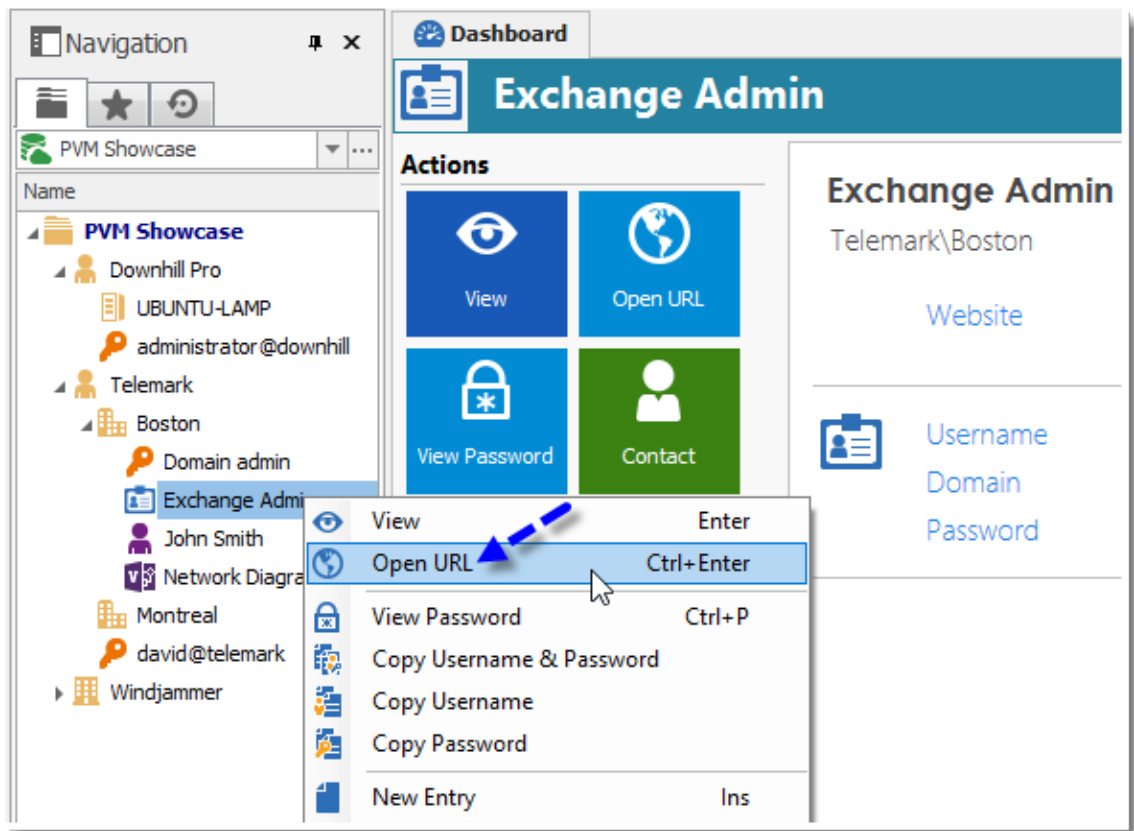 Navigation
Dashboard
Exchange Admin
PVM Showcase
Name
PVM Showcase
Downhill Pro
UBUNTU-LAMP
administrator@downhill
Telemark
Boston
Domain admin
Exchange Admi
John Smith
Network Diagra
Montreal
david@telemark
Windjammer
Actions
View
Open URL
View Password
Contact
Exchange Admin
Telemark\Boston
Website
Username
Domain
Password
View Enter
Open URL Ctrl+Enter
View Password Ctrl+P
Copy Username & Password
Copy Username
Copy Password
New Entry Ins